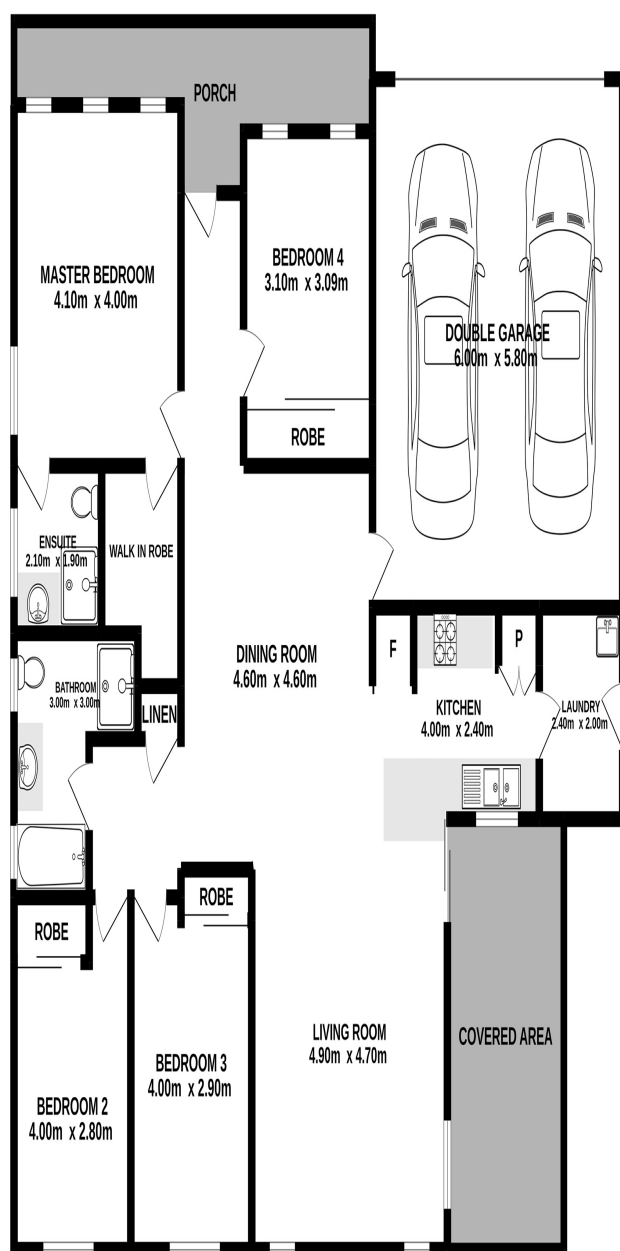 PORCH
MASTER BEDROOM
4.10m x 4.00m
BEDROOM 4
3.10m x 3.09m
DOUBLE GARAGE
6.00m x 5.80m
ROBE
ENSUITE
2.10m x 1.90m
WALK IN ROBE
DINING ROOM
4.60m x 4.60m
F
P
BATHROOM
3.00m x 3.00m
LINEN
KITCHEN
4.00m x 2.40m
LAUNDRY
2.40m x 2.00m
ROBE
ROBE
LIVING ROOM
4.90m x 4.70m
COVERED AREA
BEDROOM 3
4.00m x 2.90m
BEDROOM 2
4.00m x 2.80m